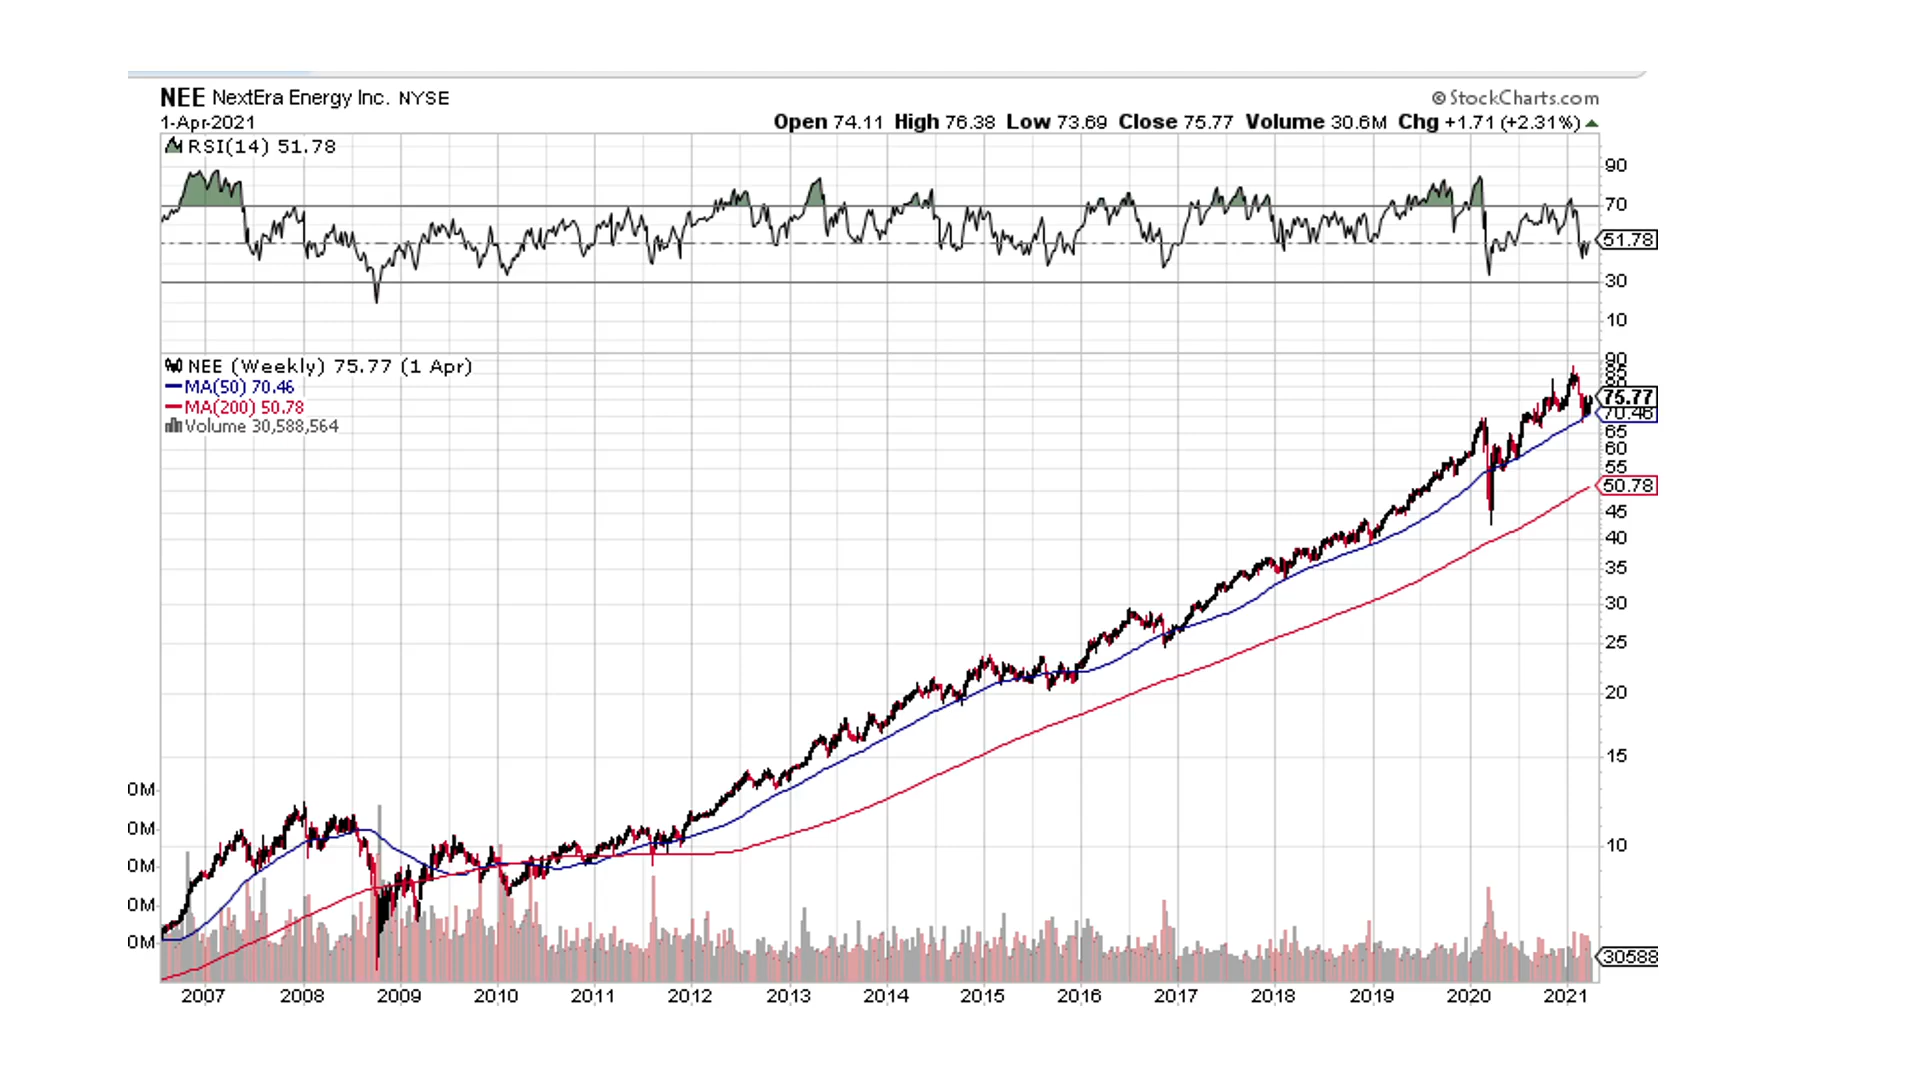 NEE NextEra Energy Inc. NYSE
© StockCharts.com
1-Apr-2021
Open 74.11 High 76.38 Low 73.69 Close 75.77 Volume 30.6M Chg +1.71 (+2.31%)
RSI(14) 51.78
90
70
51.78
30
10
NEE (Weekly) 75.77 (1 Apr)
MA(50) 70.46
MA(200) 50.78
Volume 30,588,564
90
85
80
75.77
70.46
65
60
55
50.78
45
40
35
30
25
20
15
10
0M
0M
0M
0M
0M
30588
2007 2008 2009 2010 2011 2012 2013 2014 2015 2016 2017 2018 2019 2020 2021